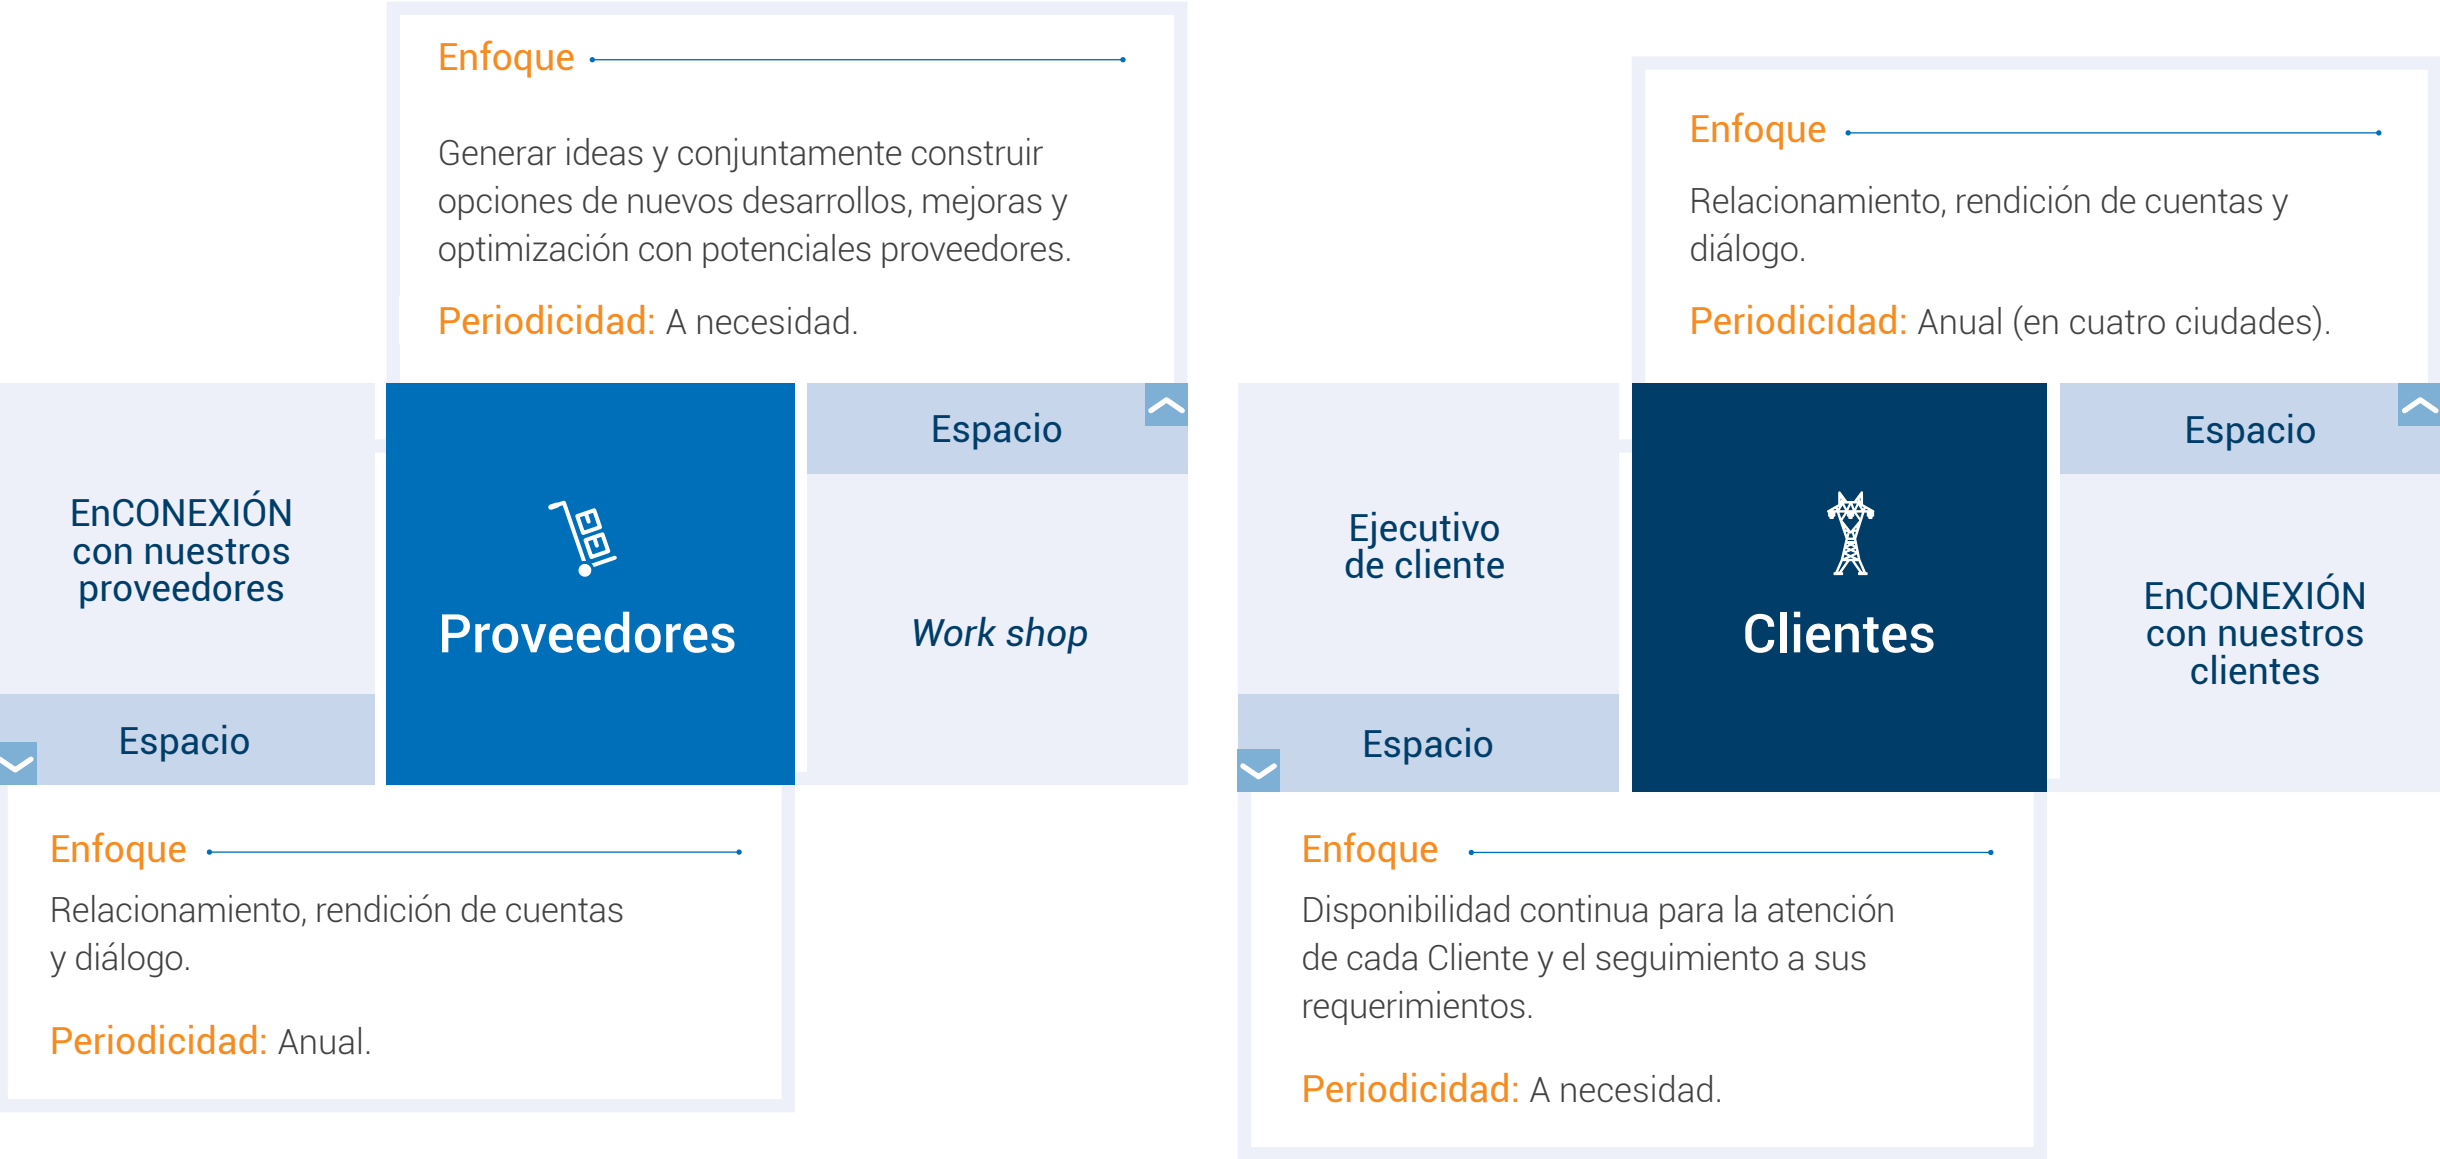 Enfoque
Generar ideas y conjuntamente construir
opciones de nuevos desarrollos, mejoras y
optimización con potenciales proveedores.
Periodicidad: A necesidad.
EnCONEXIÓN
con nuestros
proveedores
Espacio
Proveedores
Espacio
Work shop
Enfoque
Relacionamiento, rendición de cuentas
y diálogo.
Periodicidad: Anual.
Enfoque
Relacionamiento, rendición de cuentas y
diálogo.
Periodicidad: Anual (en cuatro ciudades).
Ejecutivo
de cliente
Espacio
Clientes
Espacio
EnCONEXIÓN
con nuestros
clientes
Enfoque
Disponibilidad continua para la atención
de cada Cliente y el seguimiento a sus
requerimientos.
Periodicidad: A necesidad.